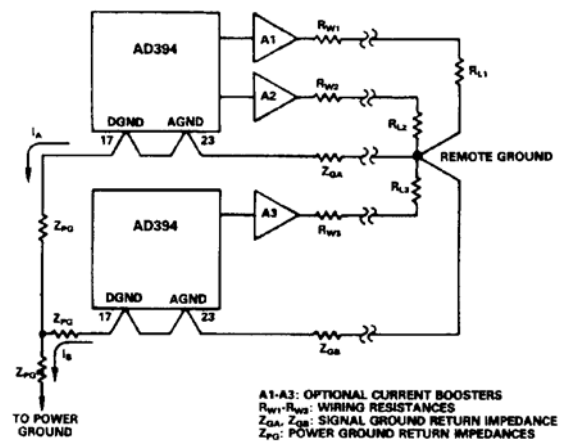 AD394
A1
RW1
RL1
A2
RW2
RL2
DGND AGND
17 23
IA
ZGA
REMOTE GROUND
RL3
AD394
A3
RW3
ZPG
DGND AGND
17 23
ZPG
IB
ZGB
ZPG
TO POWER
GROUND
A1-A3: OPTIONAL CURRENT BOOSTERS
RW1-RW3: WIRING RESISTANCES
ZGA, ZGB: SIGNAL GROUND RETURN IMPEDANCE
ZPG: POWER GROUND RETURN IMPEDANCES